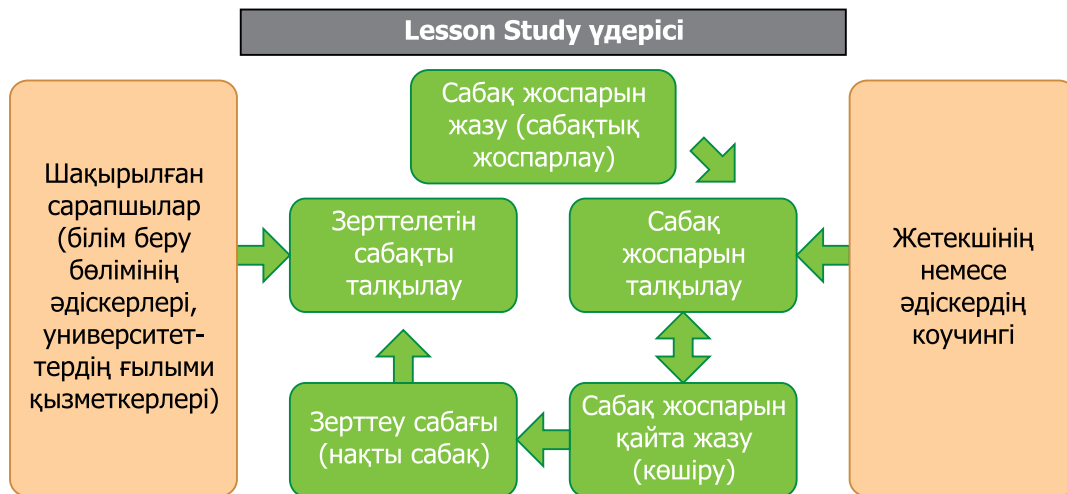 Lesson Study үдерісі
Сабақ жоспарын
жазу (сабақтық
жоспарлау)
Шақырылған
сарапшылар
(білім беру
бөлімінің
әдіскерлері,
университет-
тердің ғылыми
қызметкерлері)
Зерттелетін
сабақты
талқылау
Сабақ
жоспарын
талқылау
Жетекшінің
немесе
әдіскердің
коучингі
Зерттеу сабағы
(нақты сабақ)
Сабақ жоспарын
қайта жазу
(көшіру)